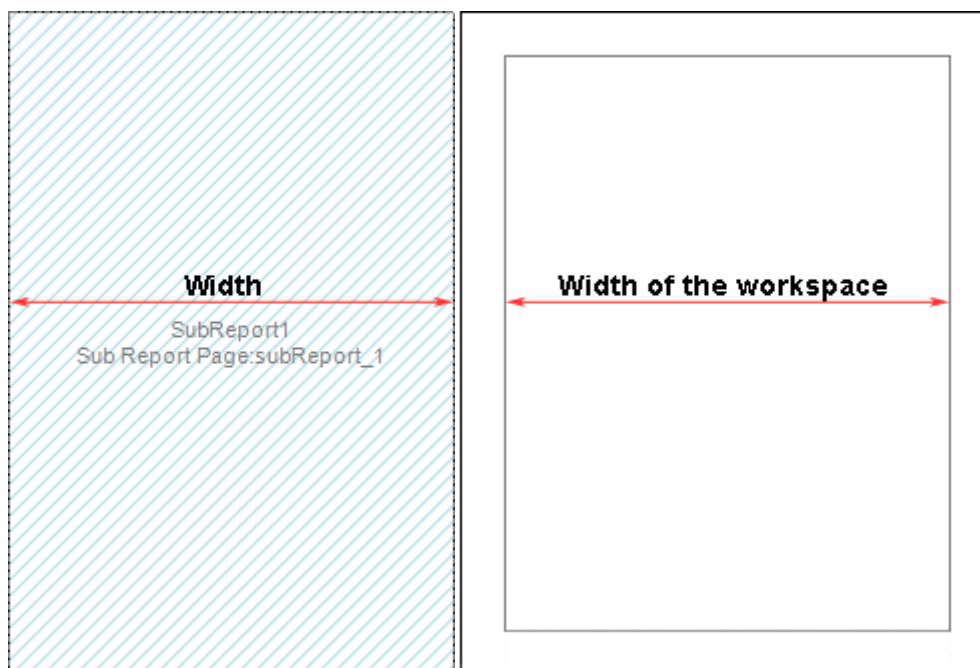 Width
SubReport1
Sub Report Page:subReport_1
Width of the workspace